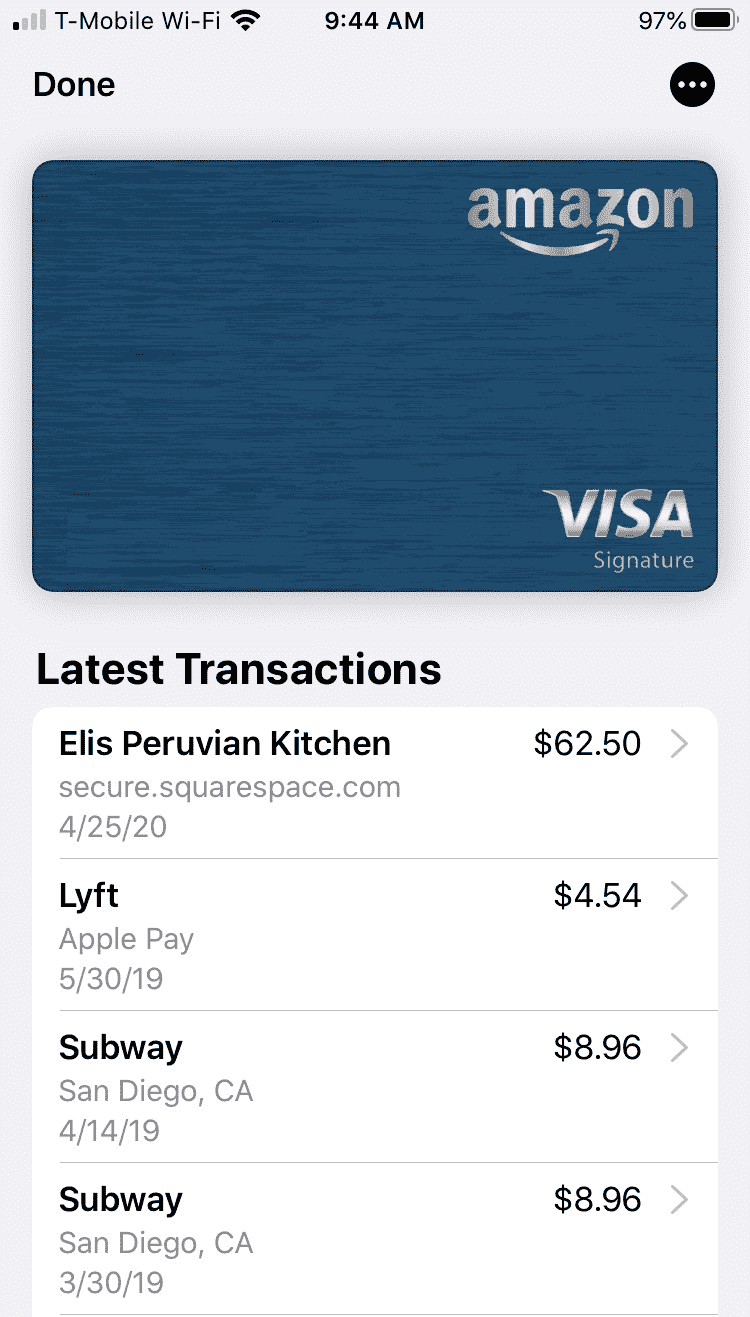 T-Mobile Wi-Fi 9:44 AM 97%
Done
amazon
VISA
Signature
Latest Transactions
Elis Peruvian Kitchen $62.50
secure.squarespace.com
4/25/20
Lyft $4.54
Apple Pay
5/30/19
Subway $8.96
San Diego, CA
4/14/19
Subway $8.96
San Diego, CA
3/30/19